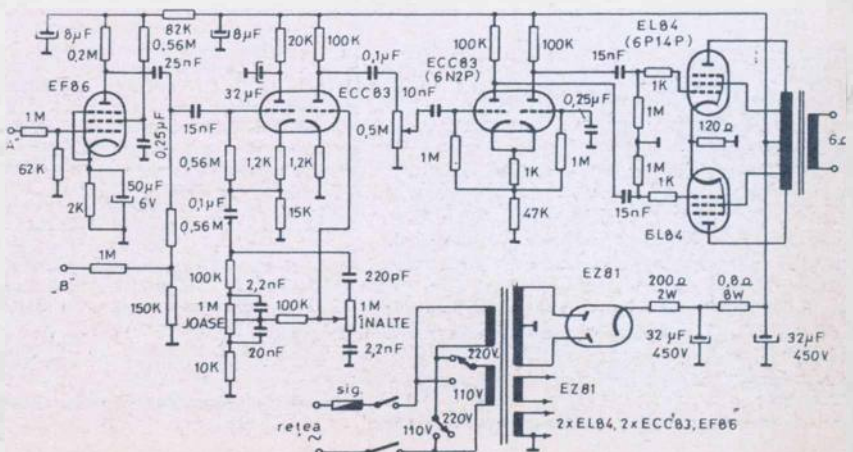 82K
8µF
0,2M
0,56M
25nF
8µF
20K
100K
0,1µF
ECC83
32µF
EF86
1M
62K
2K
50µF
6V
0,25µF
15nF
0,56M
1,2K
1,2K
15K
0,1µF
0,56M
1M
150K
100K
2,2nF
1M
JOASE
20nF
10K
100K
220pF
1M
INALTE
2,2nF
0,5M
10nF
ECC83
(6N2P)
100K
100K
1M
1K
47K
1M
0,25µF
15nF
15nF
EL84
(6P14P)
1K
1M
120Ω
1M
1K
EL84
6Ω
EZ81
200Ω
2W
0,8Ω
8W
32µF
450V
32µF
450V
220V
110V
220V
110V
sig.
rețea
~
EZ81
2xEL84, 2xECC83, EF86